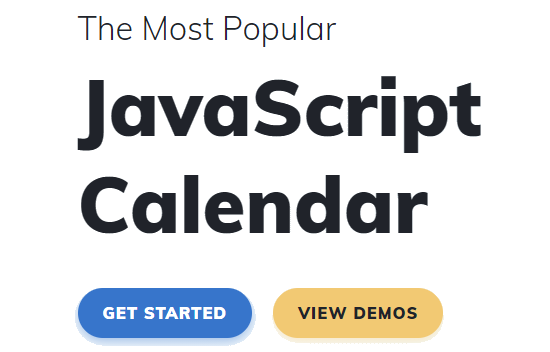 The Most Popular
JavaScript
Calendar
GET STARTED
VIEW DEMOS